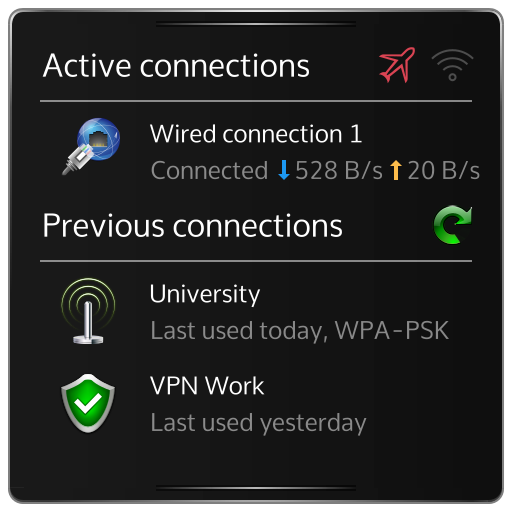 Active connections
Wired connection 1
Connected 528 B/s 20 B/s
Previous connections
University
Last used today, WPA-PSK
VPN Work
Last used yesterday